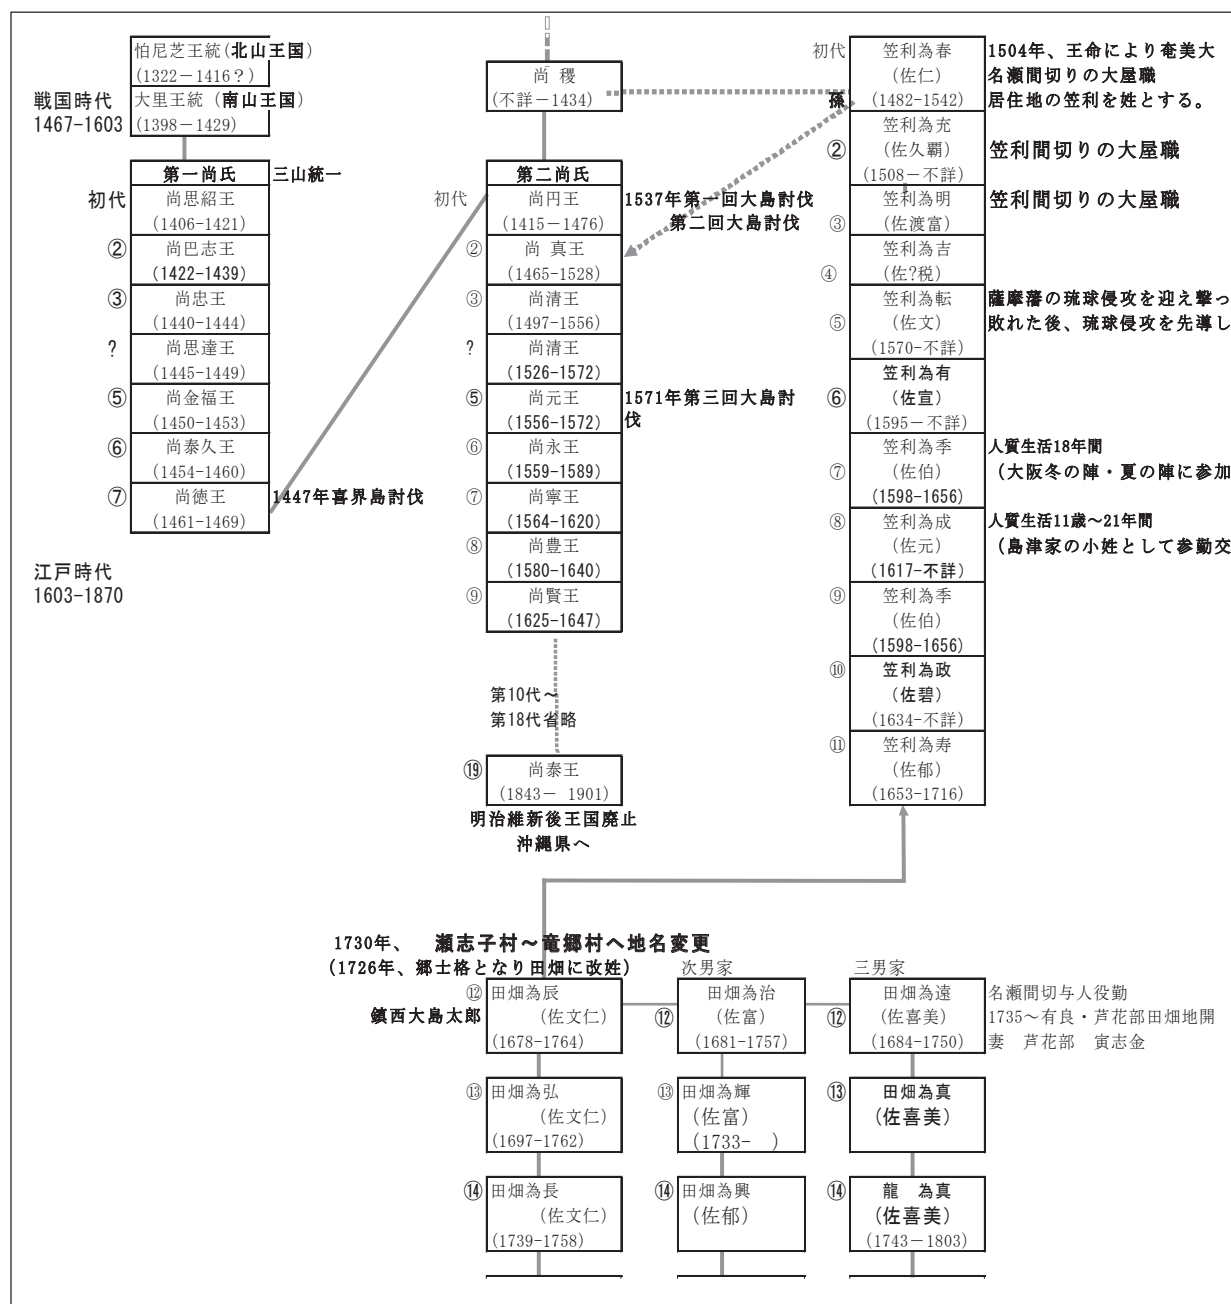 怕尼芝王統(北山王国)
(1322－1416？)
大里王統 (南山王国)
(1398－1429)
戦国時代
1467-1603
第一尚氏
三山統一
初代
尚思紹王
(1406-1421)
②
尚巴志王
(1422-1439)
③
尚忠王
(1440-1444)
?
尚思達王
(1445-1449)
⑤
尚金福王
(1450-1453)
⑥
尚泰久王
(1454-1460)
⑦
尚徳王
(1461-1469)
1447年喜界島討伐
江戸時代
1603-1870
尚 稷
(不詳－1434)
第二尚氏
初代
尚円王
(1415－1476)
1537年第一回大島討伐
第二回大島討伐
②
尚 真王
(1465-1528)
③
尚清王
(1497-1556)
?
尚清王
(1526-1572)
⑤
尚元王
(1556-1572)
1571年第三回大島討
伐
⑥
尚永王
(1559-1589)
⑦
尚寧王
(1564-1620)
⑧
尚豊王
(1580-1640)
⑨
尚賢王
(1625-1647)
第10代～
第18代省略
⑲
尚泰王
(1843－ 1901)
明治維新後王国廃止
沖縄県へ
初代
笠利為春
(佐仁)
(1482-1542)
孫
1504年、王命により奄美大
名瀬間切りの大屋職
居住地の笠利を姓とする。
②
笠利為充
(佐久覇)
(1508－不詳)
笠利間切りの大屋職
③
笠利為明
(佐渡富)
笠利間切りの大屋職
④
笠利為吉
(佐?税)
⑤
笠利為転
(佐文)
(1570-不詳)
薩摩藩の琉球侵攻を迎え撃っ
敗れた後、琉球侵攻を先導し
⑥
笠利為有
(佐宣)
(1595－不詳)
⑦
笠利為季
(佐伯)
(1598-1656)
人質生活18年間
(大阪冬の陣・夏の陣に参加
⑧
笠利為成
(佐元)
(1617-不詳)
人質生活11歳～21年間
(島津家の小姓として参勤交
⑨
笠利為季
(佐伯)
(1598-1656)
⑩
笠利為政
(佐碧)
(1634-不詳)
⑪
笠利為寿
(佐郁)
(1653-1716)
1730年、 瀬志子村～竜郷村へ地名変更
(1726年、郷士格となり田畑に改姓)
次男家
三男家
鎮西大島太郎
⑫
田畑為辰
(佐文仁)
(1678-1764)
⑫
田畑為治
(佐富)
(1681-1757)
⑫
田畑為遠
(佐喜美)
(1684-1750)
名瀬間切与人役勤
1735～有良・芦花部田畑地開
妻 芦花部 寅志金
⑬
田畑為弘
(佐文仁)
(1697-1762)
⑬
田畑為輝
(佐富)
(1733- )
⑬
田畑為真
(佐喜美)
⑭
田畑為長
(佐文仁)
(1739-1758)
⑭
田畑為興
(佐郁)
⑭
龍 為真
(佐喜美)
(1743－1803)